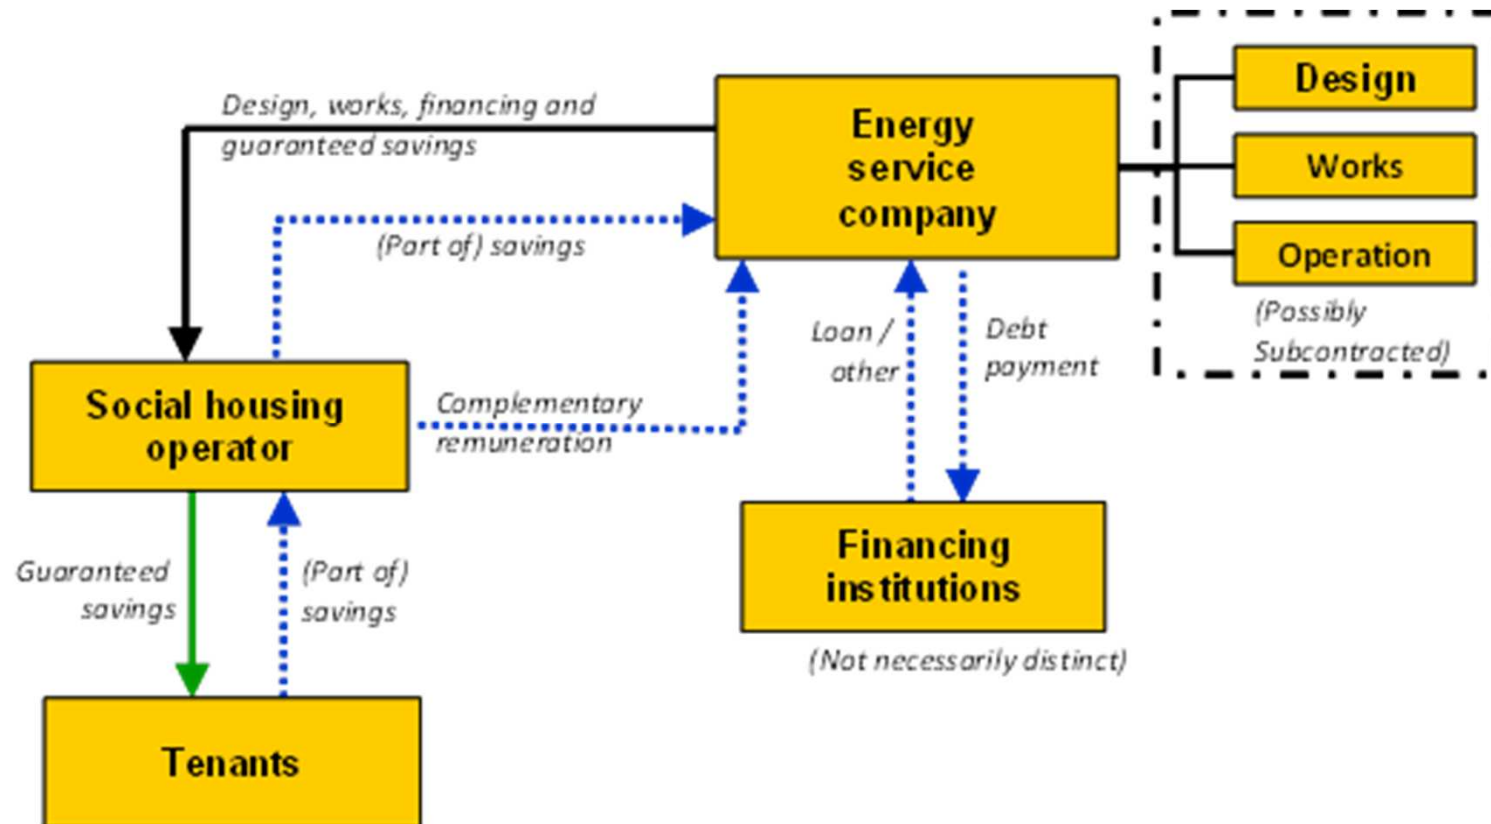 Design, works, financing and
guaranteed savings
Energy
service
company
Design
Works
Operation
(Possibly
Subcontracted)
(Part of) savings
Loan /
other
Debt
payment
Social housing
operator
Complementary
remuneration
Financing
institutions
(Not necessarily distinct)
Guaranteed
savings
(Part of)
savings
Tenants